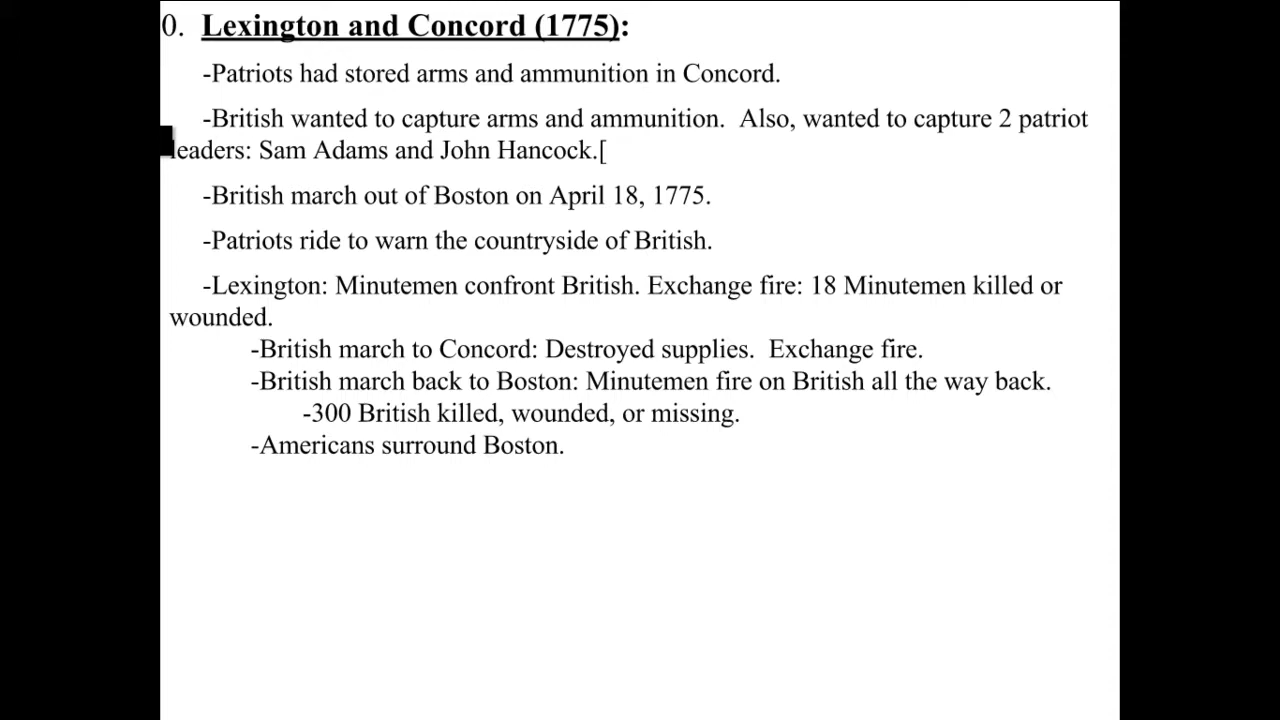 0. Lexington and Concord (1775):
-Patriots had stored arms and ammunition in Concord.
-British wanted to capture arms and ammunition. Also, wanted to capture 2 patriot
leaders: Sam Adams and John Hancock.[
-British march out of Boston on April 18, 1775.
-Patriots ride to warn the countryside of British.
-Lexington: Minutemen confront British. Exchange fire: 18 Minutemen killed or
wounded.
-British march to Concord: Destroyed supplies. Exchange fire.
-British march back to Boston: Minutemen fire on British all the way back.
-300 British killed, wounded, or missing.
-Americans surround Boston.